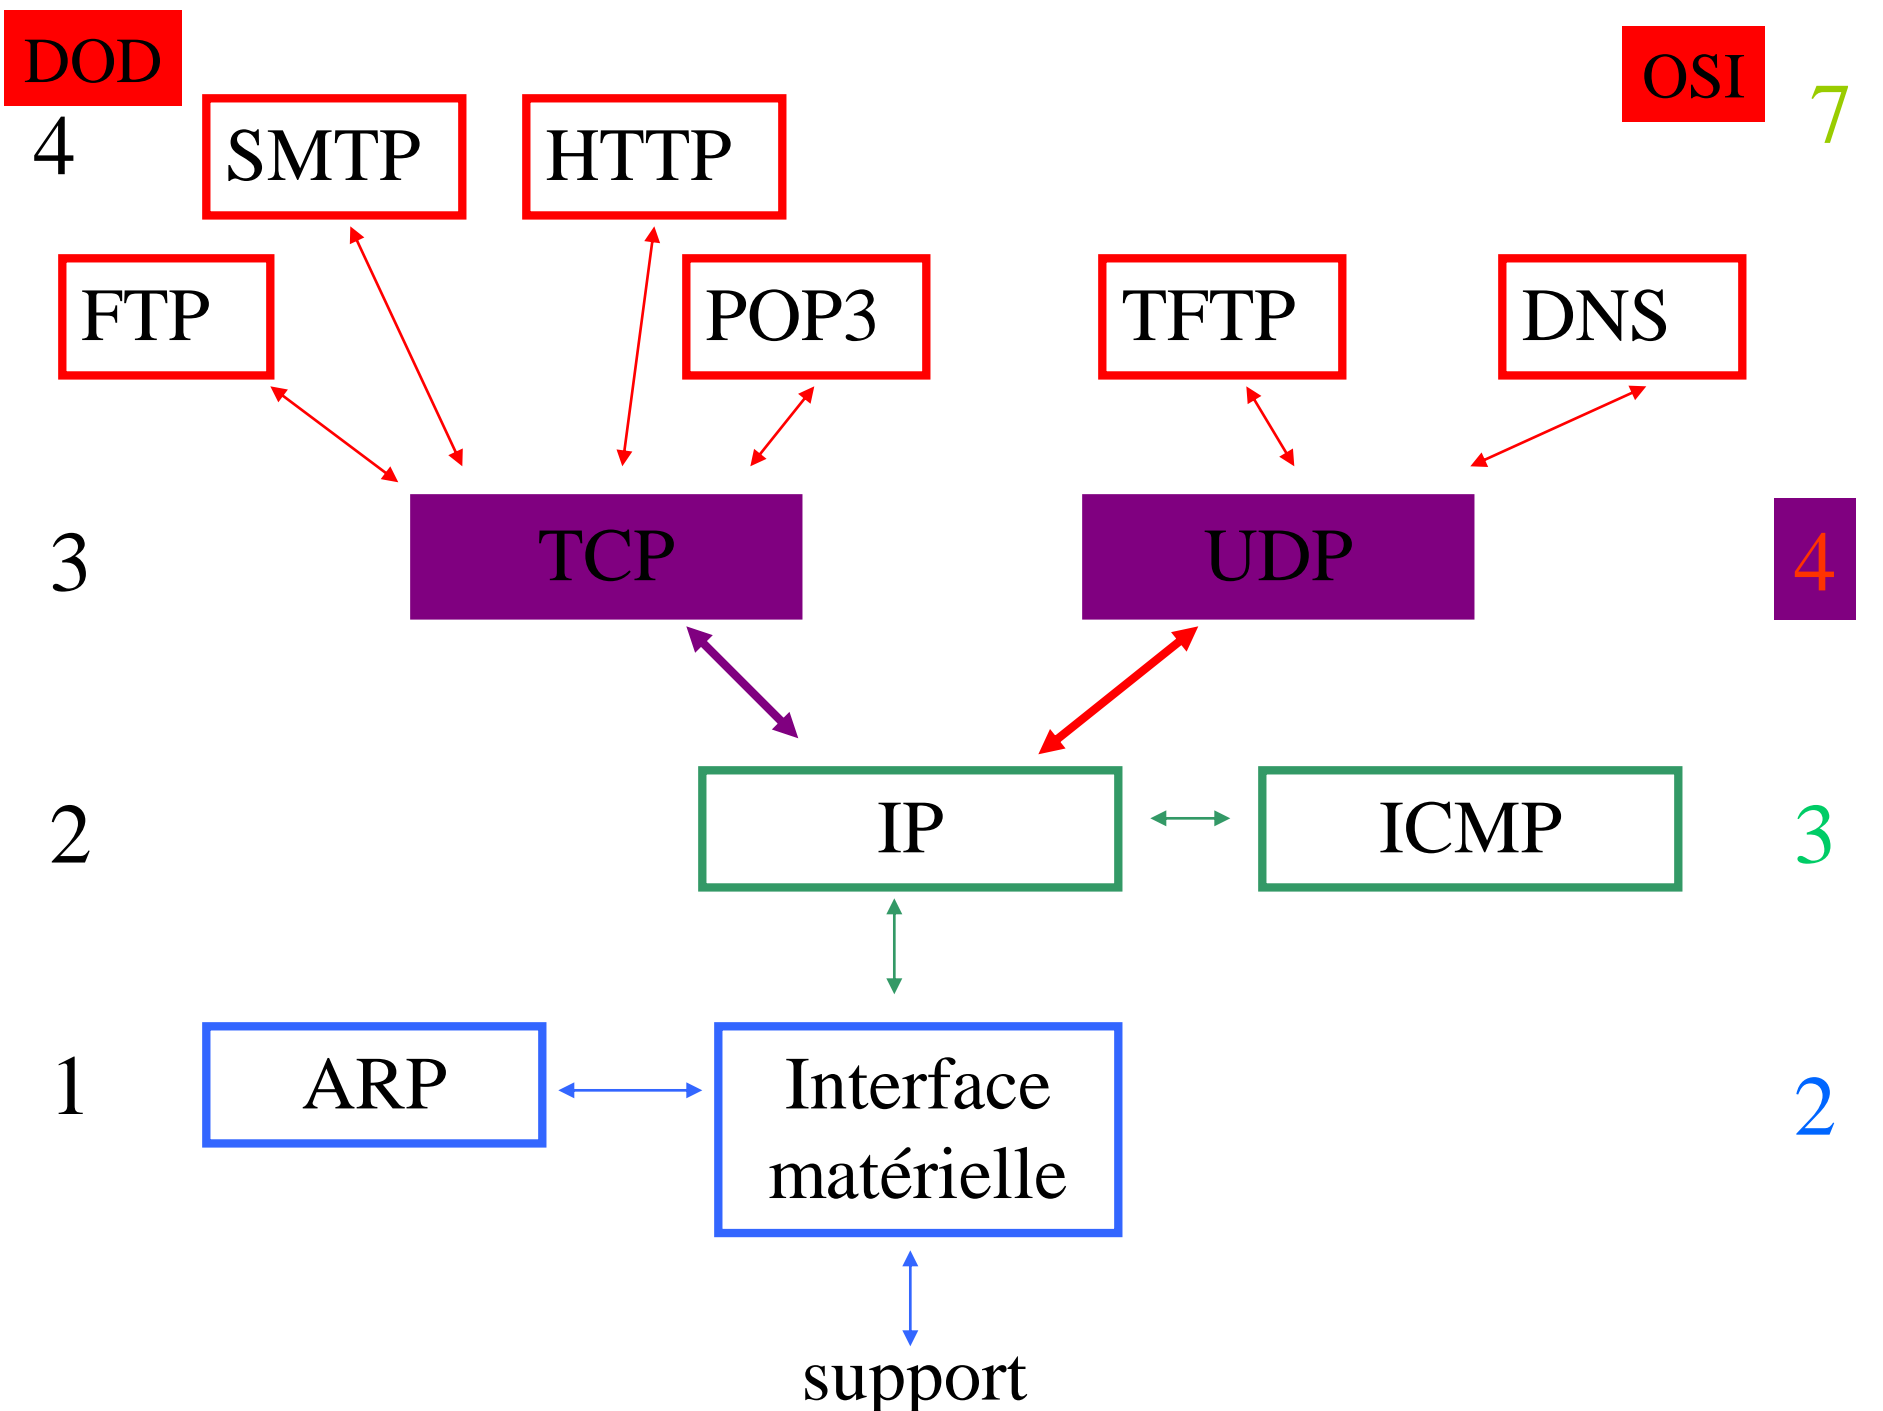 DOD
OSI
7
4
SMTP
HTTP
FTP
POP3
TFTP
DNS
3
TCP
UDP
4
2
IP
ICMP
3
1
ARP
Interface
matérielle
2
support